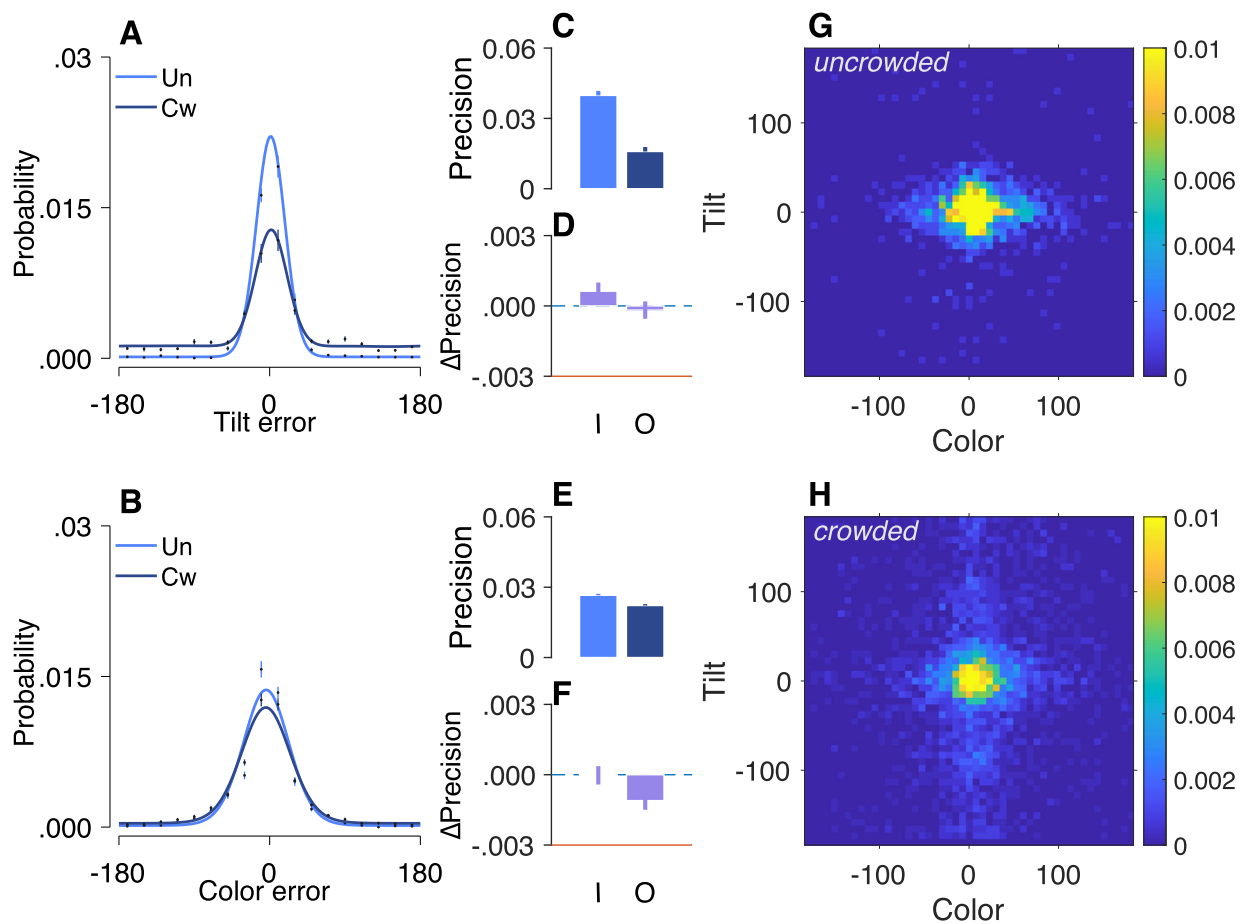 A
.03
Un
Cw
.015
.000
Probability
-180 0 180
Tilt error
B
.03
Un
Cw
.015
.000
Probability
-180 0 180
Color error
C
0.06
0.03
0
Precision
D
.003
.000
-.003
ΔPrecision
I O
E
0.06
0.03
0
Precision
F
.003
.000
-.003
ΔPrecision
I O
G
uncrowded
100
0
-100
Tilt
-100 0 100
Color
0.01
0.008
0.006
0.004
0.002
0
H
crowded
100
0
-100
Tilt
-100 0 100
Color
0.01
0.008
0.006
0.004
0.002
0